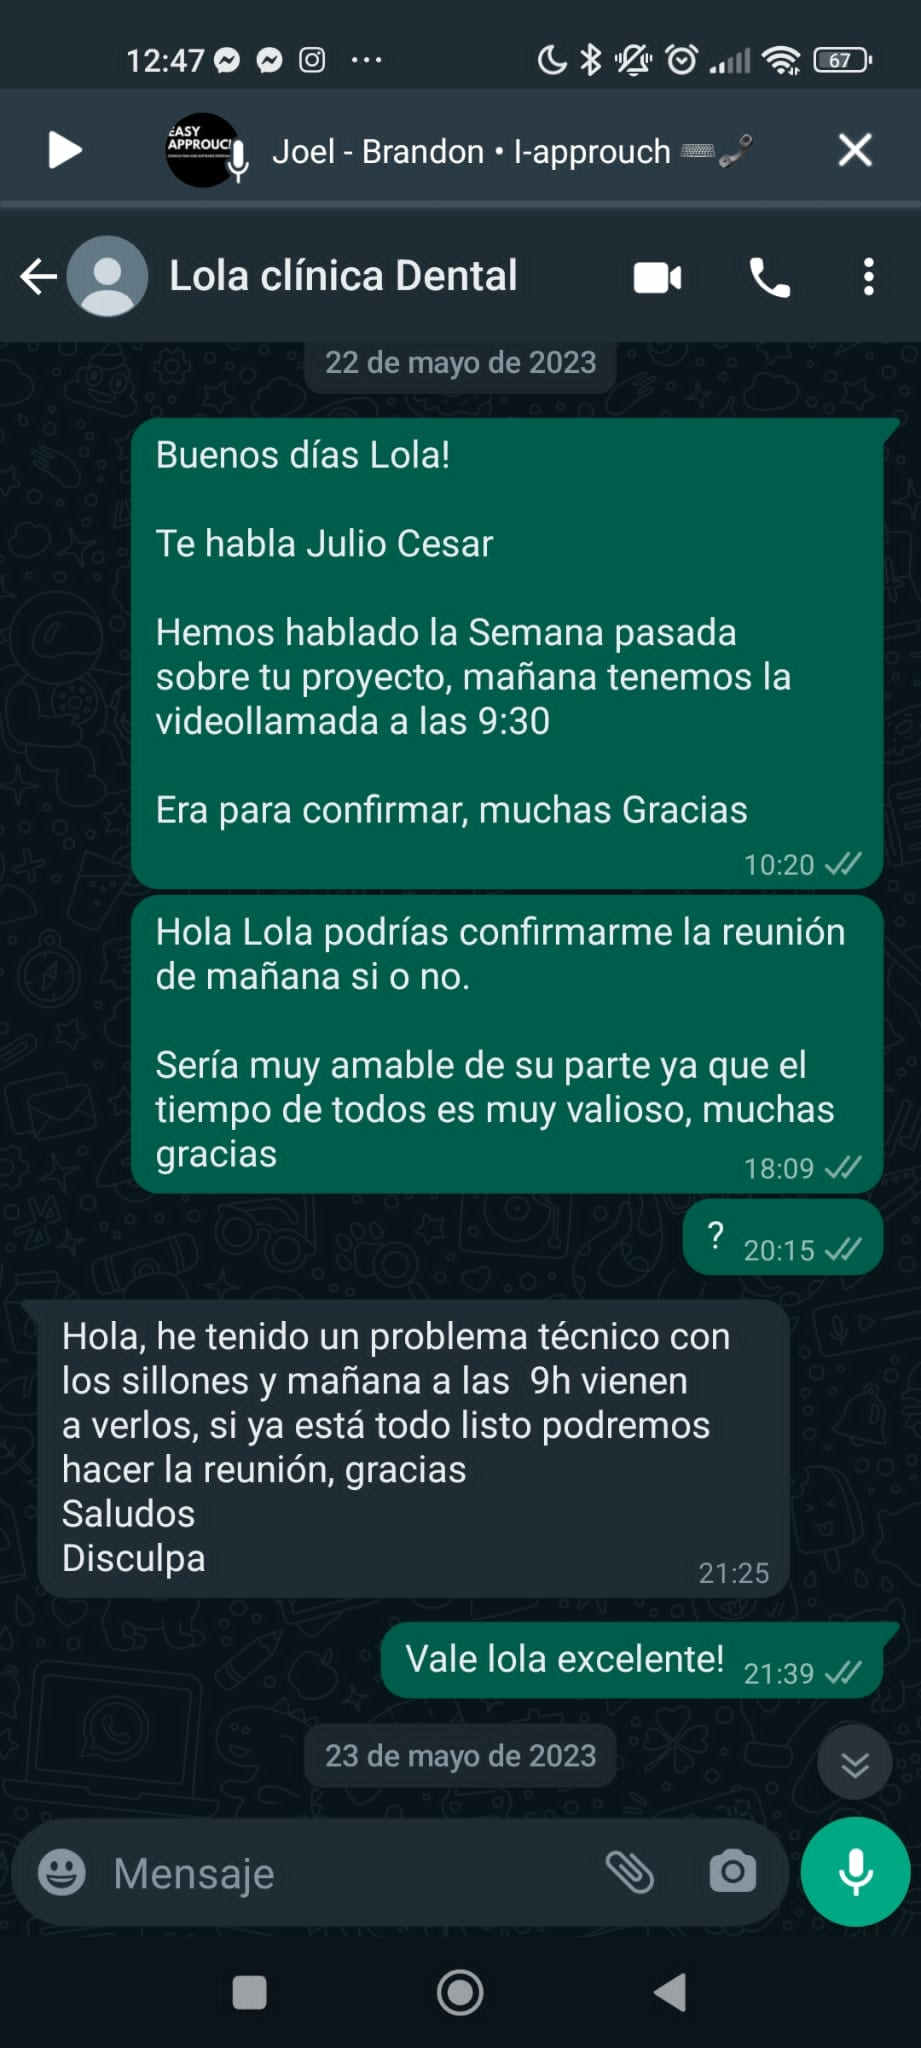 12:47
67
EASY
APPROUCH
Joel - Brandon • I-approuch
Lola clínica Dental
22 de mayo de 2023
Buenos días Lola!
Te habla Julio Cesar
Hemos hablado la Semana pasada
sobre tu proyecto, mañana tenemos la
videollamada a las 9:30
Era para confirmar, muchas Gracias
10:20
Hola Lola podrías confirmarme la reunión
de mañana si o no.
Sería muy amable de su parte ya que el
tiempo de todos es muy valioso, muchas
gracias
18:09
?
20:15
Hola, he tenido un problema técnico con
los sillones y mañana a las 9h vienen
a verlos, si ya está todo listo podremos
hacer la reunión, gracias
Saludos
Disculpa
21:25
Vale lola excelente!
21:39
23 de mayo de 2023
Mensaje